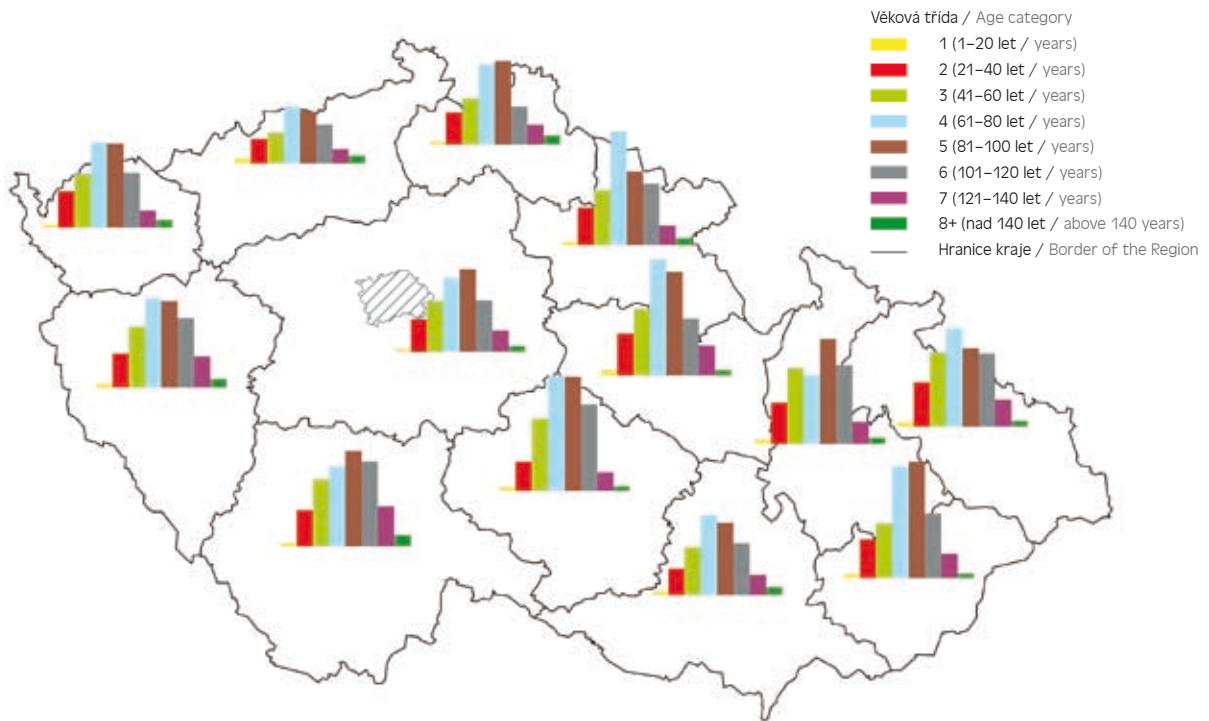 Věková třída / Age category
1 (1–20 let / years)
2 (21–40 let / years)
3 (41–60 let / years)
4 (61–80 let / years)
5 (81–100 let / years)
6 (101–120 let / years)
7 (121–140 let / years)
8+ (nad 140 let / above 140 years)
Hranice kraje / Border of the Region